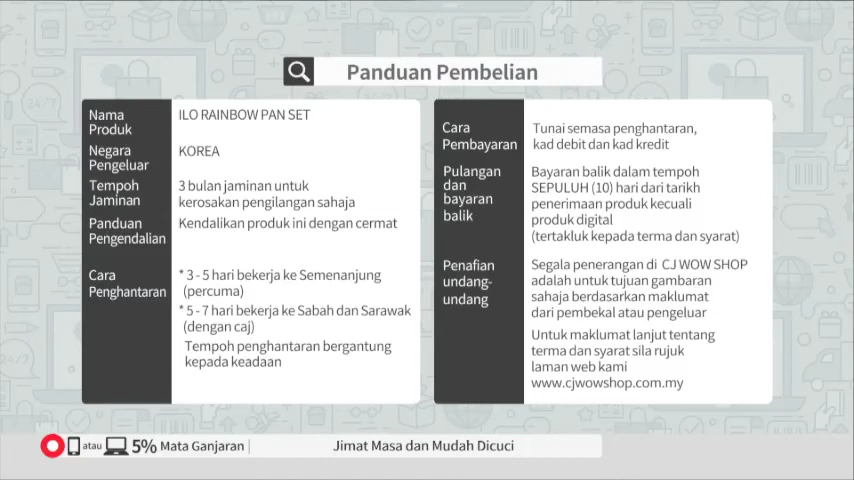 Panduan Pembelian
Nama
Produk
ILO RAINBOW PAN SET
Negara
Pengeluar
KOREA
Tempoh
Jaminan
3 bulan jaminan untuk
kerosakan pengilangan sahaja
Panduan
Pengendalian
Kendalikan produk ini dengan cermat
Cara
Penghantaran
* 3 - 5 hari bekerja ke Semenanjung
(percuma)
* 5 - 7 hari bekerja ke Sabah dan Sarawak
(dengan caj)
Tempoh penghantaran bergantung
kepada keadaan
Cara
Pembayaran
Tunai semasa penghantaran,
kad debit dan kad kredit
Pulangan
dan
bayaran
balik
Bayaran balik dalam tempoh
SEPULUH (10) hari dari tarikh
penerimaan produk kecuali
produk digital
(tertakluk kepada terma dan syarat)
Penafian
undang-
undang
Segala penerangan di CJ WOW SHOP
adalah untuk tujuan gambaran
sahaja berdasarkan maklumat
dari pembekal atau pengeluar
Untuk maklumat lanjut tentang
terma dan syarat sila rujuk
laman web kami
www.cjwowshop.com.my
atau 5% Mata Ganjaran
Jimat Masa dan Mudah Dicuci
24/7